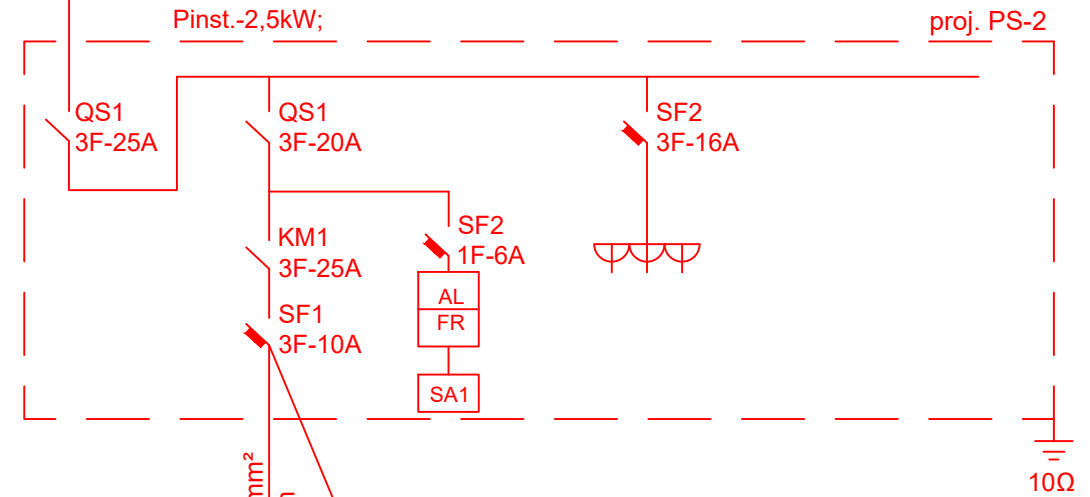 Pinst.-2,5kW;
proj. PS-2
QS1
3F-25A
QS1
3F-20A
SF2
3F-16A
KM1
3F-25A
SF2
1F-6A
AL
FR
SF1
3F-10A
SA1
mm²
10Ω